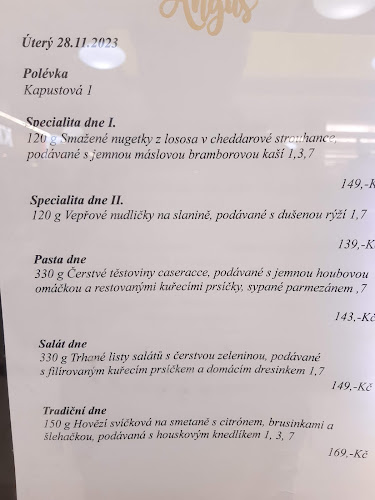 Angus
Úterý 28.11.2023
Polévka
Kapustová 1
Specialita dne I.
120 g Smažené nugetky z lososa v cheddarové strouhance,
podávané s jemnou máslovou bramborovou kaší 1,3,7
149,-Kč
Specialita dne II.
120 g Vepřové nudličky na slanině, podávané s dušenou rýží 1,7
139,-Kč
Pasta dne
330 g Čerstvé těstoviny caseracce, podávané s jemnou houbovou
omáčkou a restovanými kuřecími prsíčky, sypané parmezánem ,7
143,-Kč
Salát dne
330 g Trhané listy salátů s čerstvou zeleninou, podávané
s filírovaným kuřecím prsíčkem a domácím dresinkem 1,7
149,-Kč
Tradiční dne
150 g Hovězí svíčková na smetaně s citrónem, brusinkami a
šlehačkou, podávaná s houskovým knedlíkem 1, 3, 7
169,-Kč